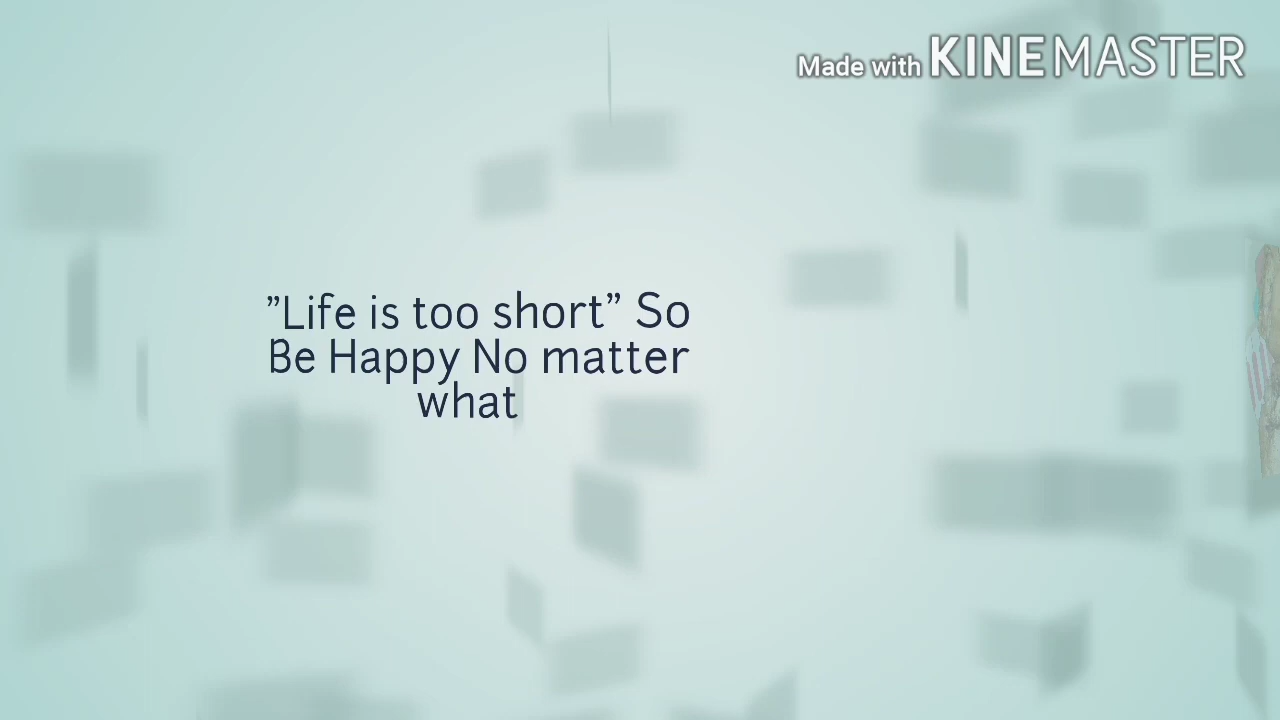 Made with KINEMASTER
”Life is too short” So
Be Happy No matter
what